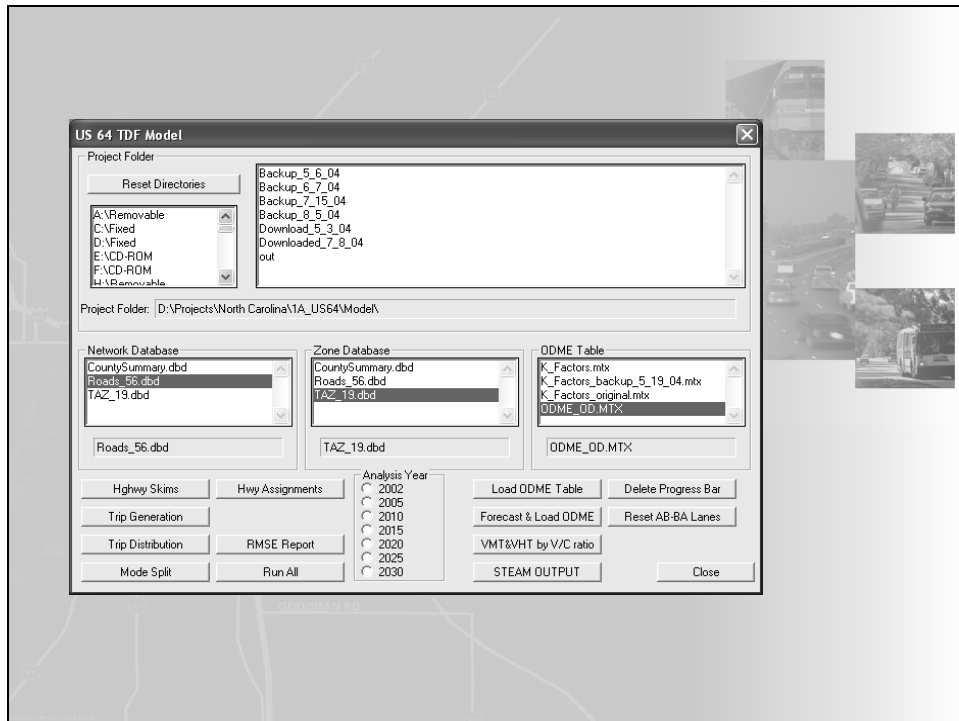 US 64 TDF Model
Project Folder
Reset Directories
A:\Removable
C:\Fixed
D:\Fixed
E:\CD-ROM
F:\CD-ROM
H:\Removable
Backup_5_6_04
Backup_6_7_04
Backup_7_15_04
Backup_8_5_04
Download_5_3_04
Downloaded_7_8_04
out
Project Folder: D:\Projects\North Carolina\1A_US64\Model\
Network Database
CountySummary.dbd
Roads_56.dbd
TAZ_19.dbd
Roads_56.dbd
Zone Database
CountySummary.dbd
Roads_56.dbd
TAZ_19.dbd
TAZ_19.dbd
ODME Table
K_Factors.mtx
K_Factors_backup_5_19_04.mtx
K_Factors_original.mtx
ODME_OD.MTX
ODME_OD.MTX
Hghwy Skims
Trip Generation
Trip Distribution
Mode Split
Hwy Assignments
RMSE Report
Run All
Analysis Year
2002
2005
2010
2015
2020
2025
2030
Load ODME Table
Forecast & Load ODME
VMT&VHT by V/C ratio
STEAM OUTPUT
Delete Progress Bar
Reset AB-BA Lanes
Close
GOODMAN RD